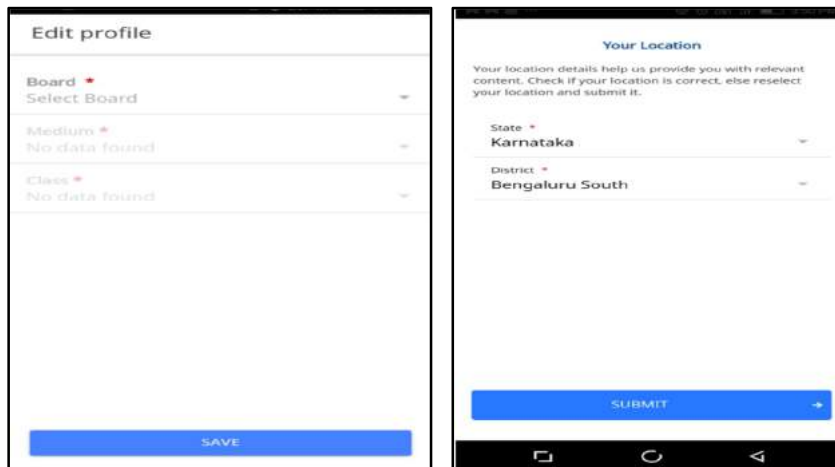 Edit profile
Board *
Select Board
Medium *
No data found
Class *
No data found
SAVE
Your Location
Your location details help us provide you with relevant
content. Check if your location is correct, else reselect
your location and submit it.
State *
Karnataka
District *
Bengaluru South
SUBMIT